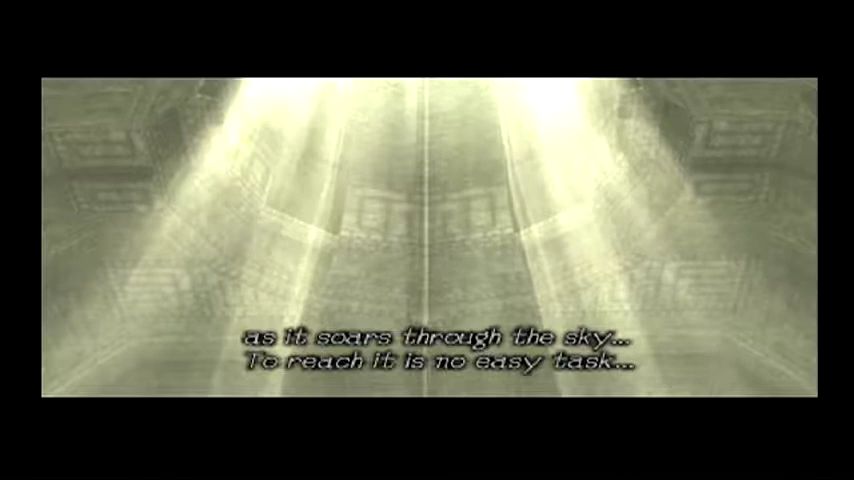 as it soars through the sky...
To reach it is no easy task...